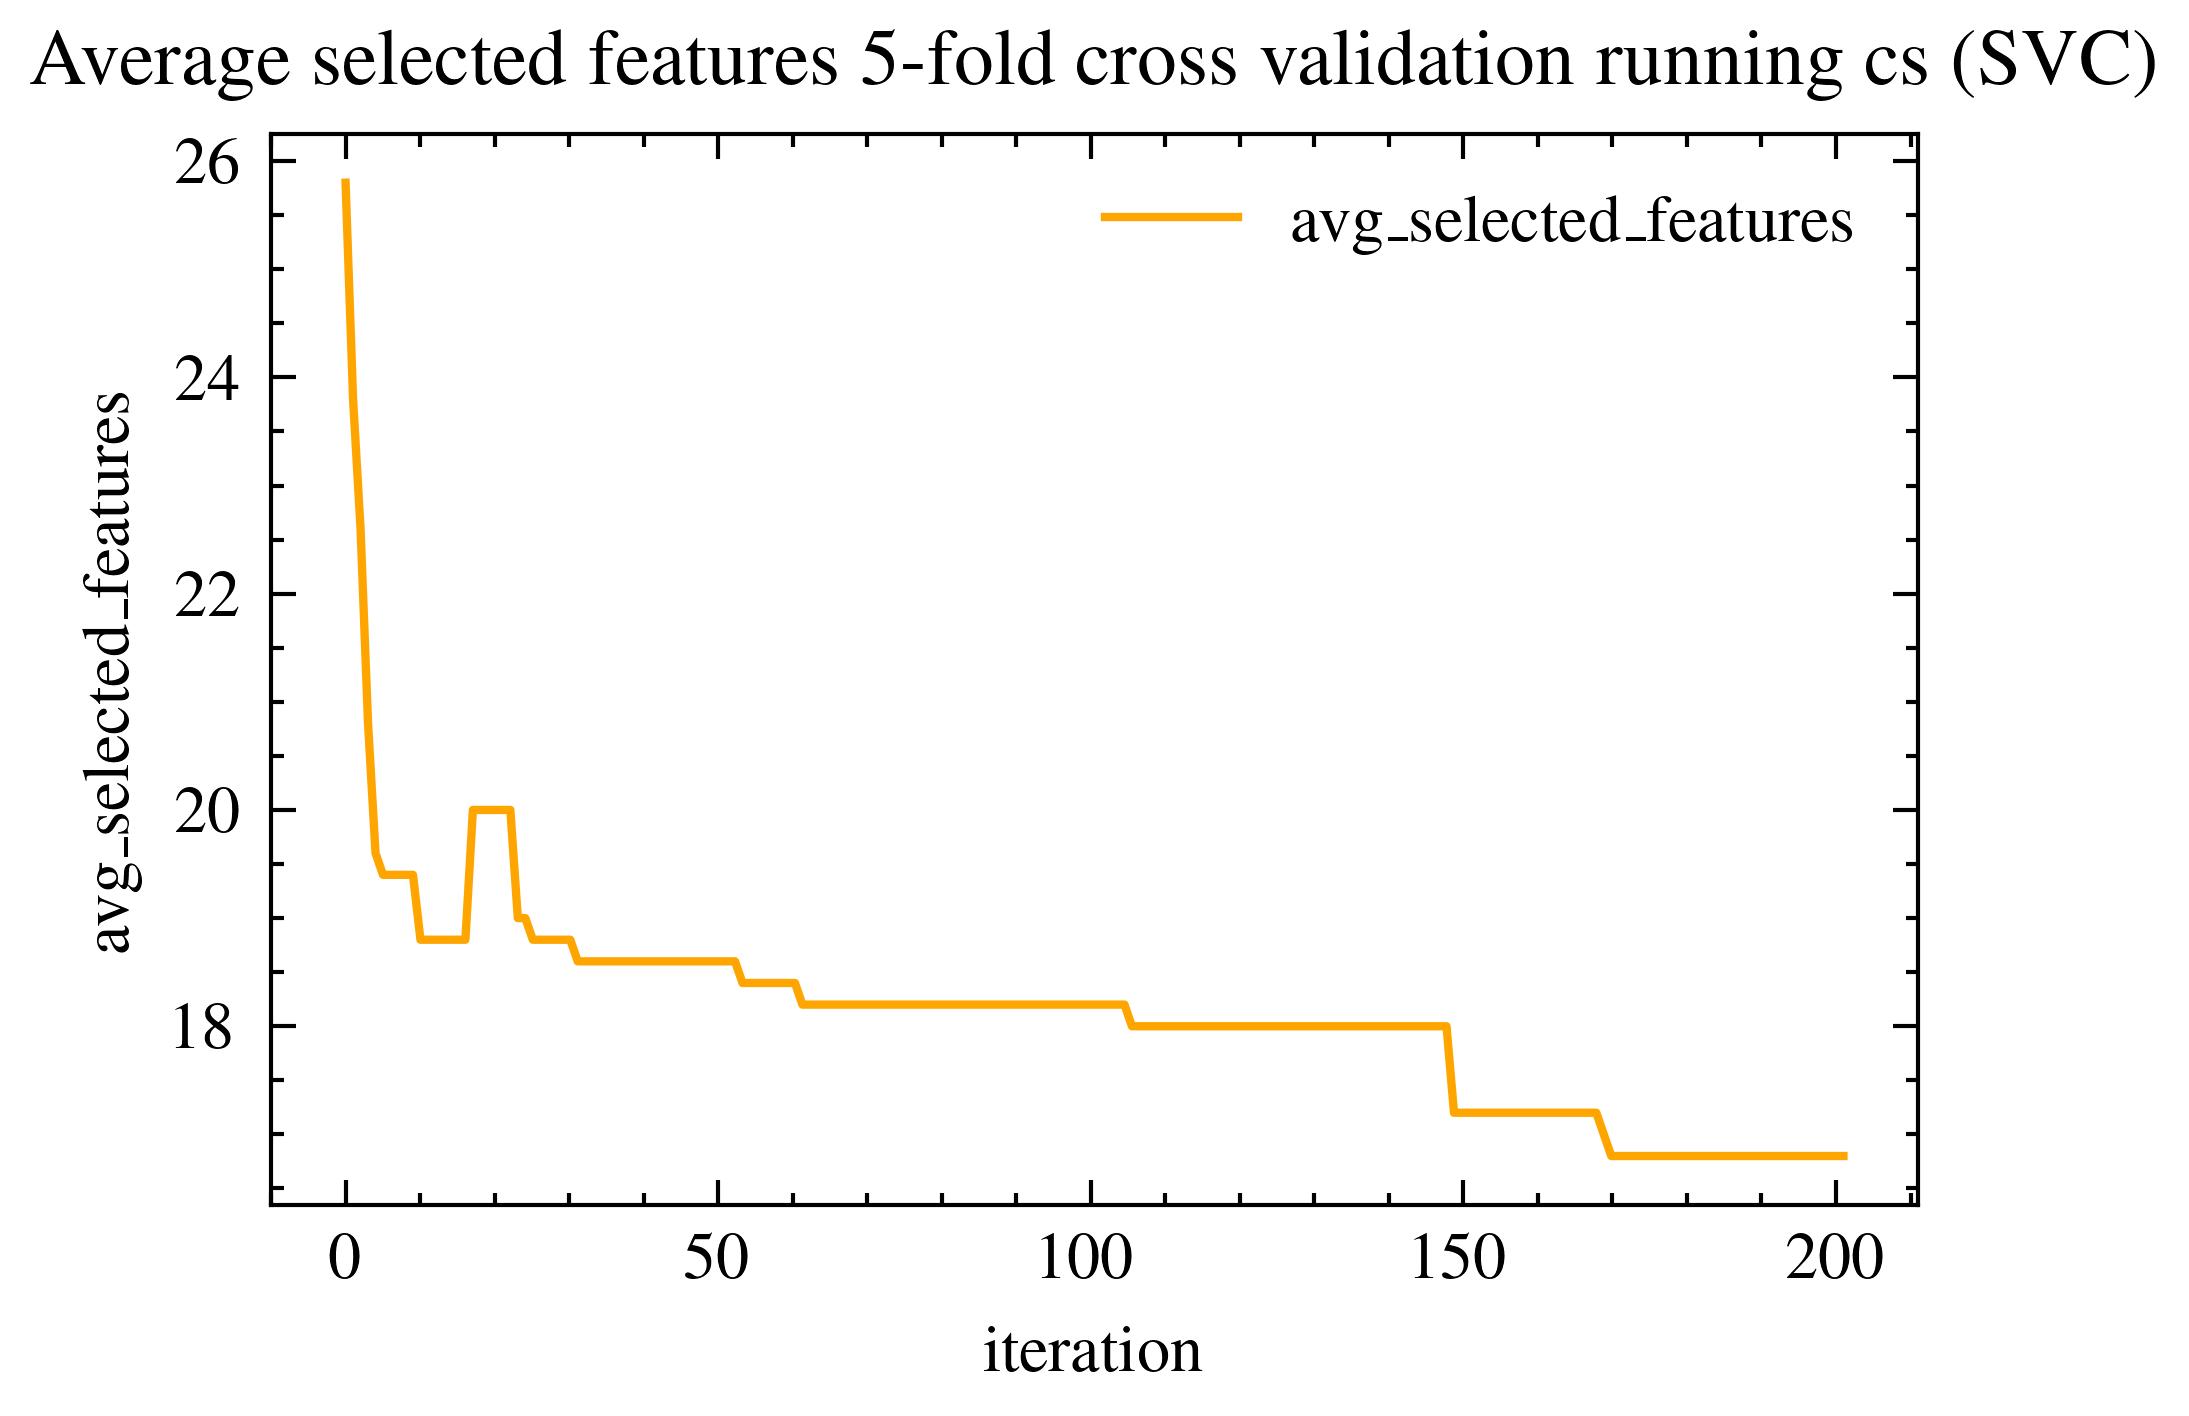 Average selected features 5-fold cross validation running cs (SVC)
26
24
22
20
18
avg_selected_features
avg_selected_features
0
50
100
150
200
iteration